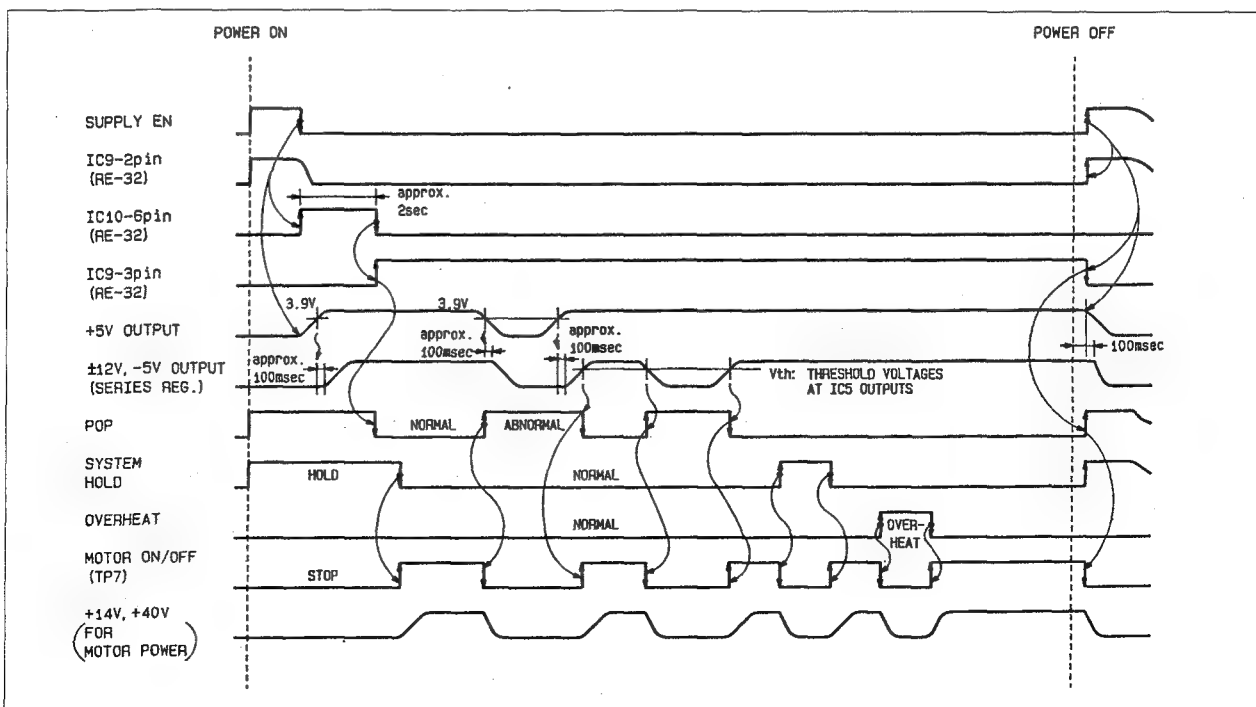 POWER ON
POWER OFF
SUPPLY EN
IC9-2pin
(RE-32)
approx.
2sec
IC10-6pin
(RE-32)
IC9-3pin
(RE-32)
3.9V
3.9V
+5V OUTPUT
approx.
100msec
approx.
100msec
100msec
±12V, -5V OUTPUT
(SERIES REG.)
approx.
100msec
Vth: THRESHOLD VOLTAGES
AT IC5 OUTPUTS
POP
NORMAL
ABNORMAL
SYSTEM
HOLD
HOLD
NORMAL
OVERHEAT
NORMAL
OVER-
HEAT
MOTOR ON/OFF
(TP7)
STOP
+14V, +40V
FOR
MOTOR POWER